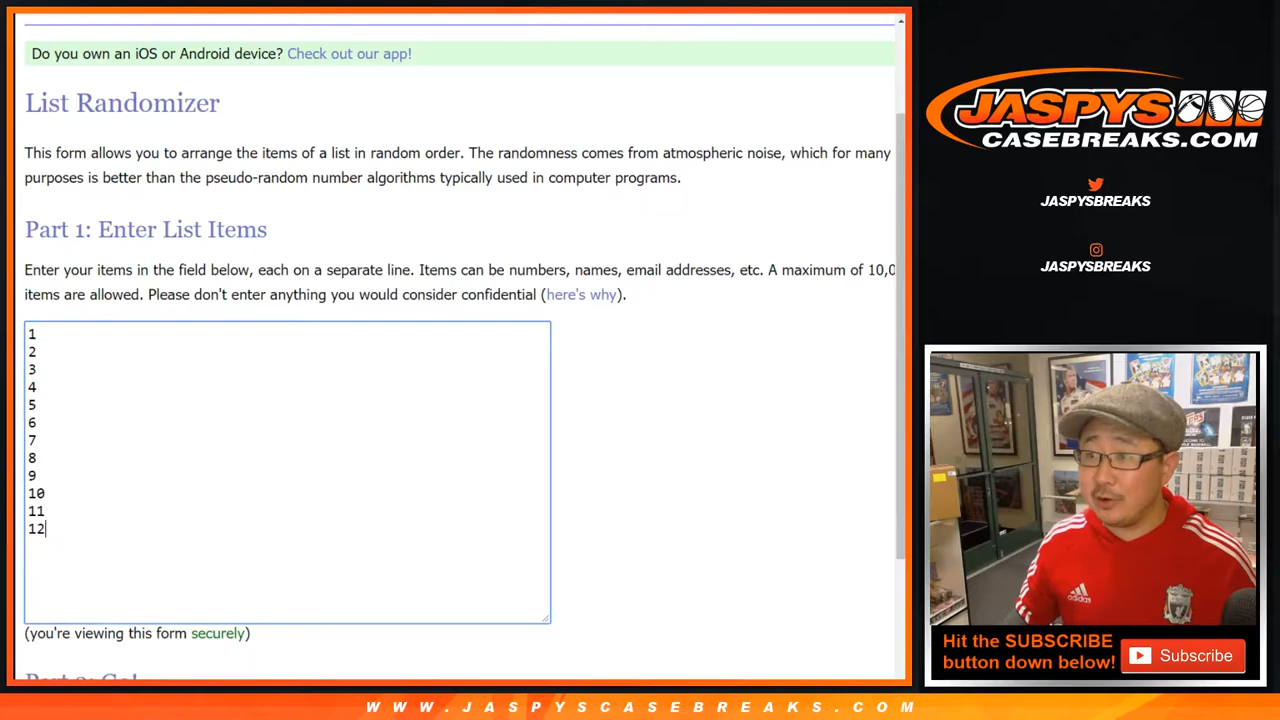 Do you own an iOS or Android device? Check out our app!
List Randomizer
This form allows you to arrange the items of a list in random order. The randomness comes from atmospheric noise, which for many
purposes is better than the pseudo-random number algorithms typically used in computer programs.
Part 1: Enter List Items
Enter your items in the field below, each on a separate line. Items can be numbers, names, email addresses, etc. A maximum of 10,0
items are allowed. Please don't enter anything you would consider confidential (here's why).
1
2
3
4
5
6
7
8
9
10
11
12
(you're viewing this form securely)
Part 2: Go!
JASPYS
CASEBREAKS.COM
JASPYSBREAKS
JASPYSBREAKS
adidas
Hit the SUBSCRIBE
button down below!
Subscribe
WWW.JASPYSCASEBREAKS.COM